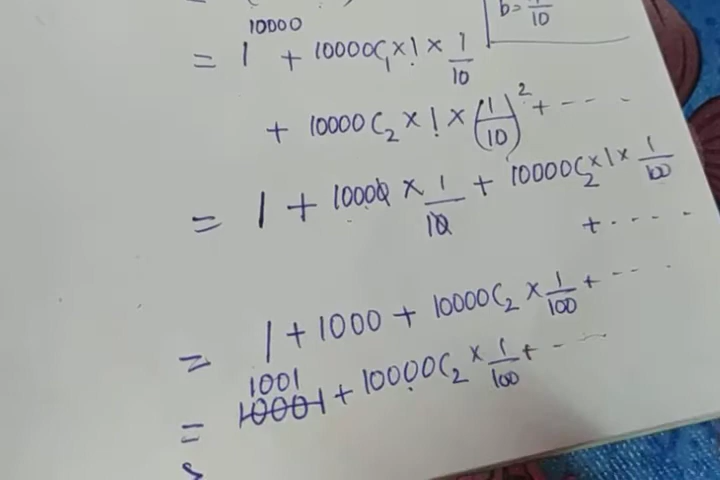 b = 1/10
= 1^10000 + 10000C₁ × 1 × 1/10
+ 10000C₂ × 1 × (1/10)² + - - - -
= 1 + 10000 × 1/10 + 10000C₂ × 1 × 1/100
+ - - - -
= 1 + 1000 + 10000C₂ × 1/100 + - - -
1001
= 10001 + 10000C₂ × 1/100 + - - -